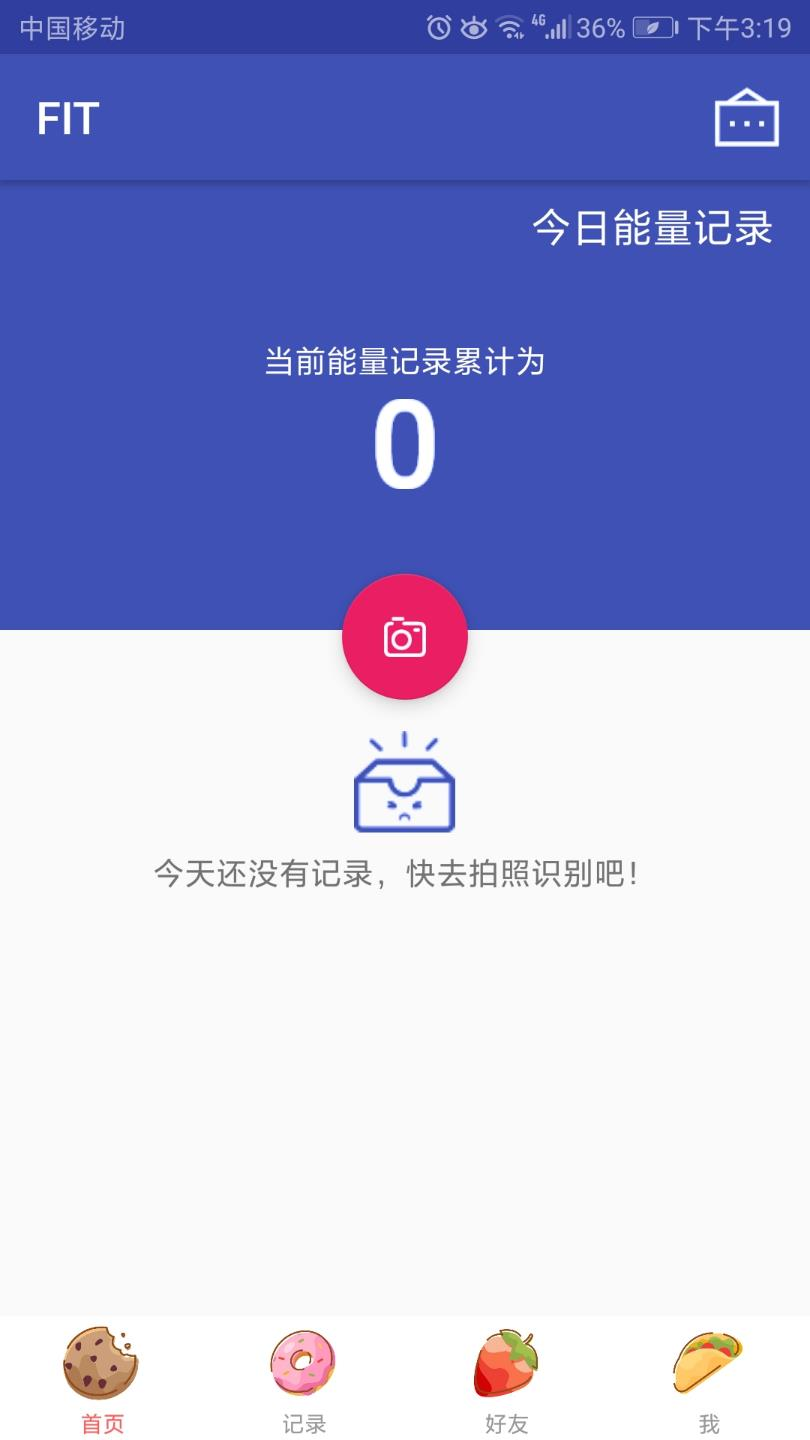 中国移动 4G 36% 下午3:19
FIT
今日能量记录
当前能量记录累计为
0
今天还没有记录，快去拍照识别吧！
首页 记录 好友 我